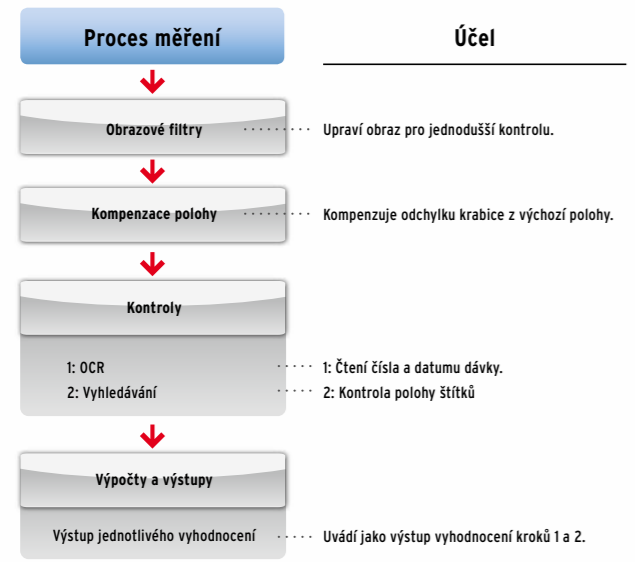 Proces měření
Účel
Obrazové filtry
Upraví obraz pro jednodušší kontrolu.
Kompenzace polohy
Kompenzuje odchylku krabice z výchozí polohy.
Kontroly
1: OCR
1: Čtení čísla a datumu dávky.
2: Vyhledávání
2: Kontrola polohy štítků
Výpočty a výstupy
Výstup jednotlivého vyhodnocení
Uvádí jako výstup vyhodnocení kroků 1 a 2.